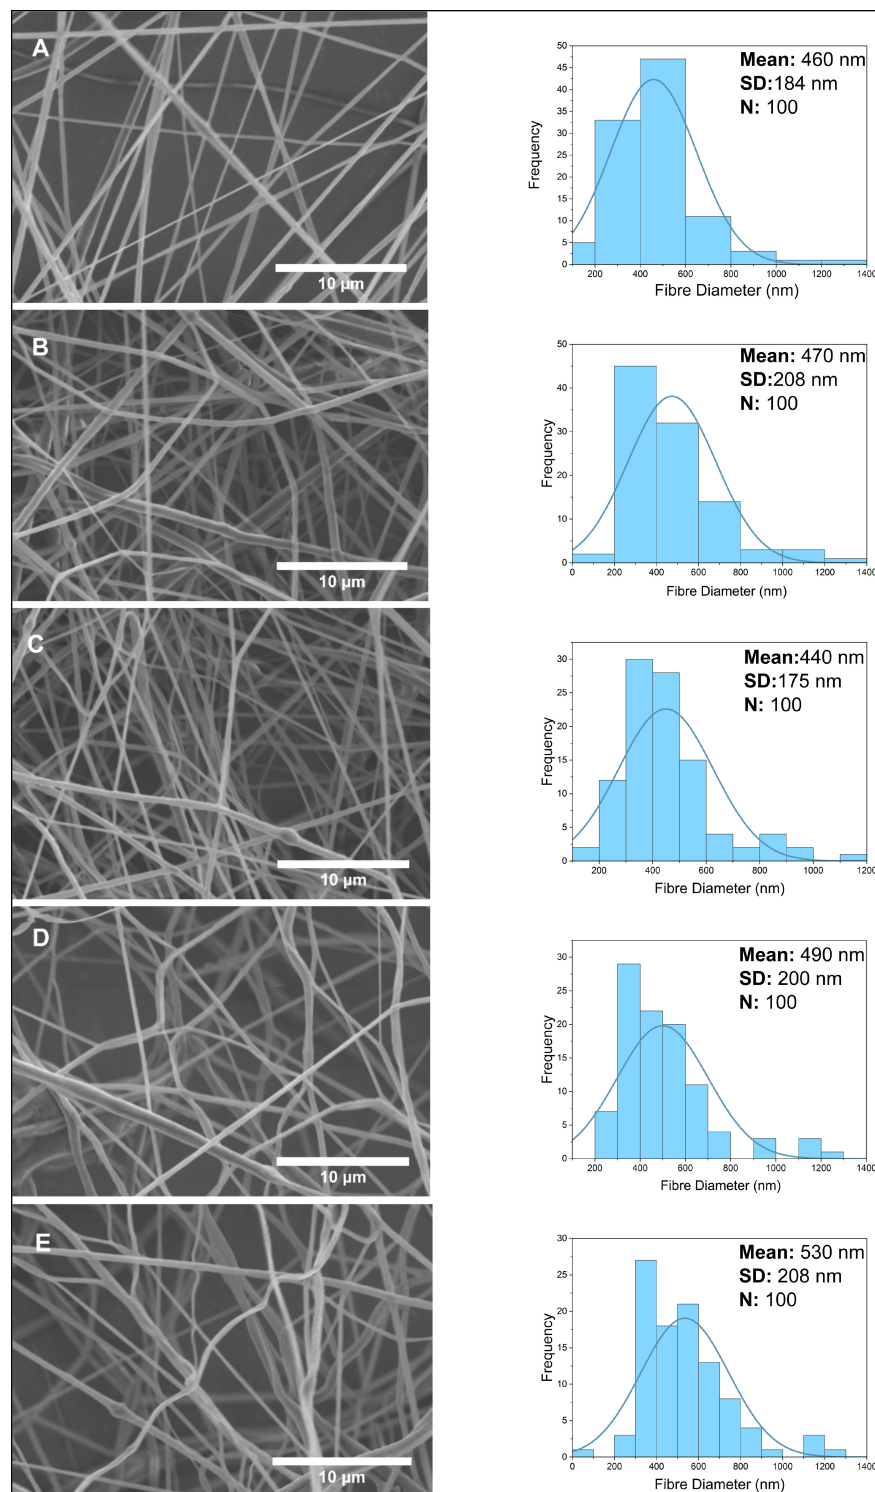 A
10 µm
Mean: 460 nm
SD:184 nm
N: 100
Frequency
50
45
40
35
30
25
20
15
10
5
0
200 400 600 800 1000 1200 1400
Fibre Diameter (nm)
B
10 µm
Mean: 470 nm
SD:208 nm
N: 100
Frequency
50
40
30
20
10
0
0 200 400 600 800 1000 1200 1400
Fibre Diameter (nm)
C
10 µm
Mean:440 nm
SD:175 nm
N: 100
Frequency
30
25
20
15
10
5
0
200 400 600 800 1000 1200
Fibre Diameter (nm)
D
10 µm
Mean: 490 nm
SD: 200 nm
N: 100
Frequency
30
25
20
15
10
5
0
200 400 600 800 1000 1200 1400
Fibre Diameter (nm)
E
10 µm
Mean: 530 nm
SD: 208 nm
N: 100
Frequency
30
25
20
15
10
5
0
0 200 400 600 800 1000 1200 1400
Fibre Diameter (nm)